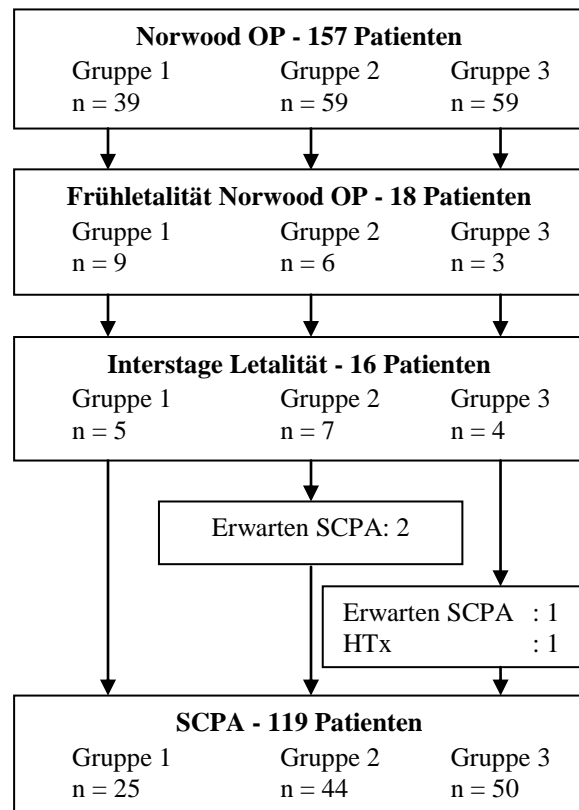 Norwood OP - 157 Patienten
Gruppe 1 Gruppe 2 Gruppe 3
n = 39 n = 59 n = 59
Frühletalität Norwood OP - 18 Patienten
Gruppe 1 Gruppe 2 Gruppe 3
n = 9 n = 6 n = 3
Interstage Letalität - 16 Patienten
Gruppe 1 Gruppe 2 Gruppe 3
n = 5 n = 7 n = 4
Erwarten SCPA: 2
Erwarten SCPA : 1
HTx : 1
SCPA - 119 Patienten
Gruppe 1 Gruppe 2 Gruppe 3
n = 25 n = 44 n = 50